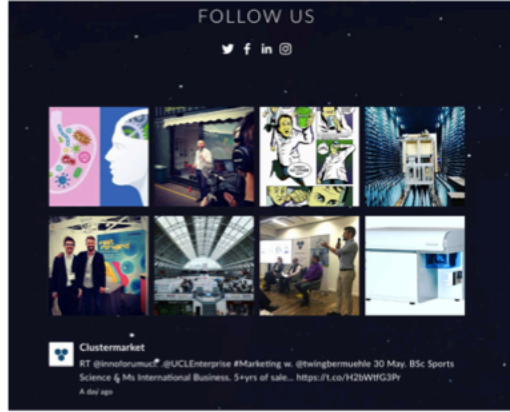 FOLLOW US
Clustermarket
RT @innoforumucl .@UCLEnterprise #Marketing w. @twingbermuehle 30 May. BSc Sports
Science & Ms International Business. 5+yrs of sale... https://t.co/H2bWtfG3Pr
A day ago